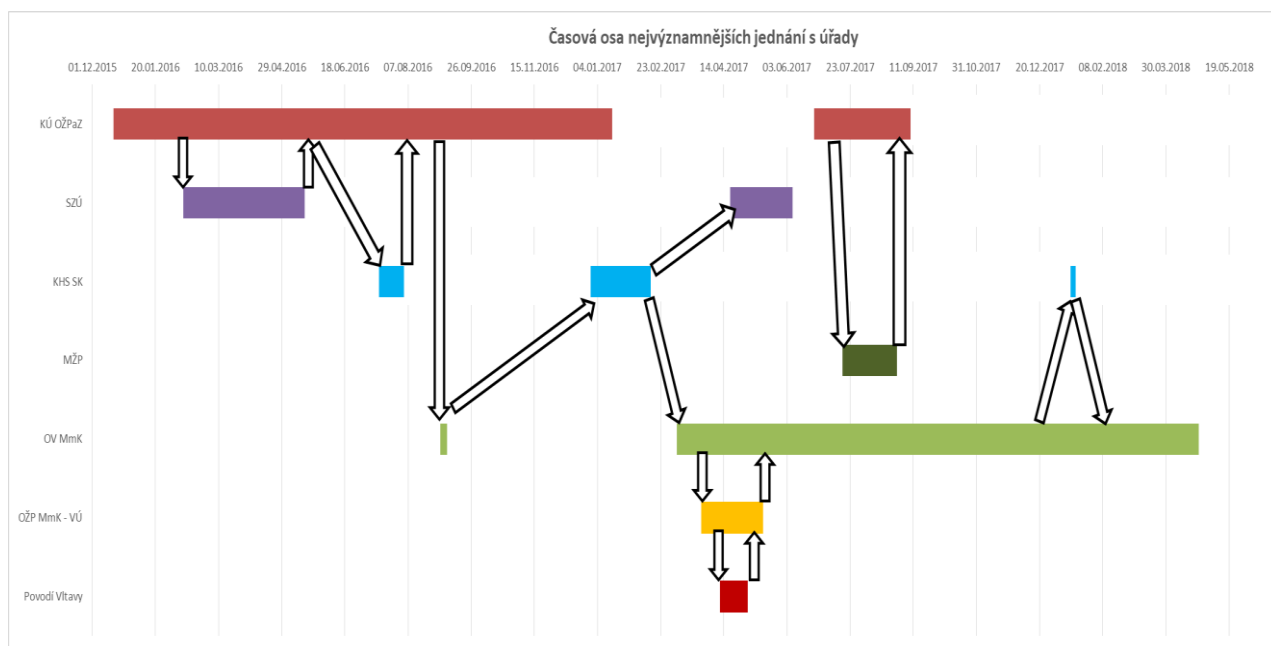 Časová osa nejvýznamnějších jednání s úřady
01.12.2015 20.01.2016 10.03.2016 29.04.2016 18.06.2016 07.08.2016 26.09.2016 15.11.2016 04.01.2017 23.02.2017 14.04.2017 03.06.2017 23.07.2017 11.09.2017 31.10.2017 20.12.2017 08.02.2018 30.03.2018 19.05.2018
KÚ OŽPaZ
SZÚ
KHS SK
MŽP
OV MmK
OŽP MmK - VÚ
Povodí Vltavy